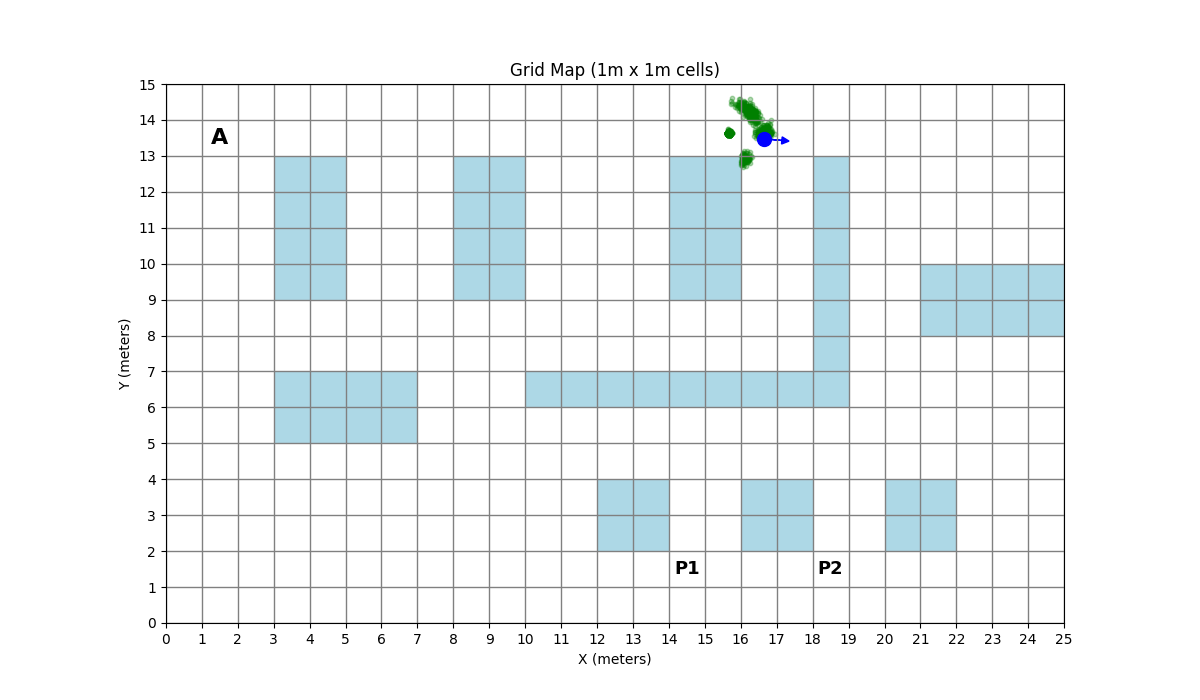 Grid Map (1m x 1m cells)
15
14
A
13
12
11
10
9
8
7
6
5
4
3
2
P1 P2
1
0
0 1 2 3 4 5 6 7 8 9 10 11 12 13 14 15 16 17 18 19 20 21 22 23 24 25
Y (meters)
X (meters)